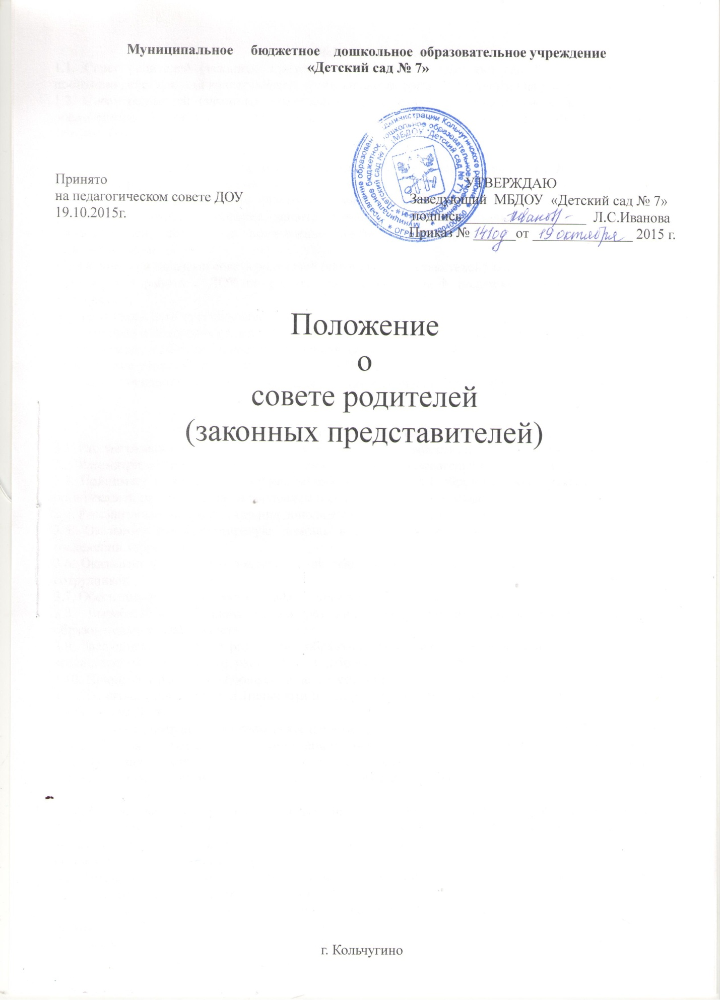 Муниципальное бюджетное дошкольное образовательное учреждение
«Детский сад № 7»
Принято
на педагогическом совете ДОУ
19.10.2015г.
УТВЕРЖДАЮ
Заведующий МБДОУ «Детский сад № 7»
подпись Иванов Л.С.Иванова
Приказ № 141од от 19 октября 2015 г.
Управление образования администрации Кольчугинского района
Муниципальное бюджетное дошкольное образовательное учреждение
"Детский сад № 7" (МБДОУ "Детский сад № 7")
Положение
о
совете родителей
(законных представителей)
г. Кольчугино